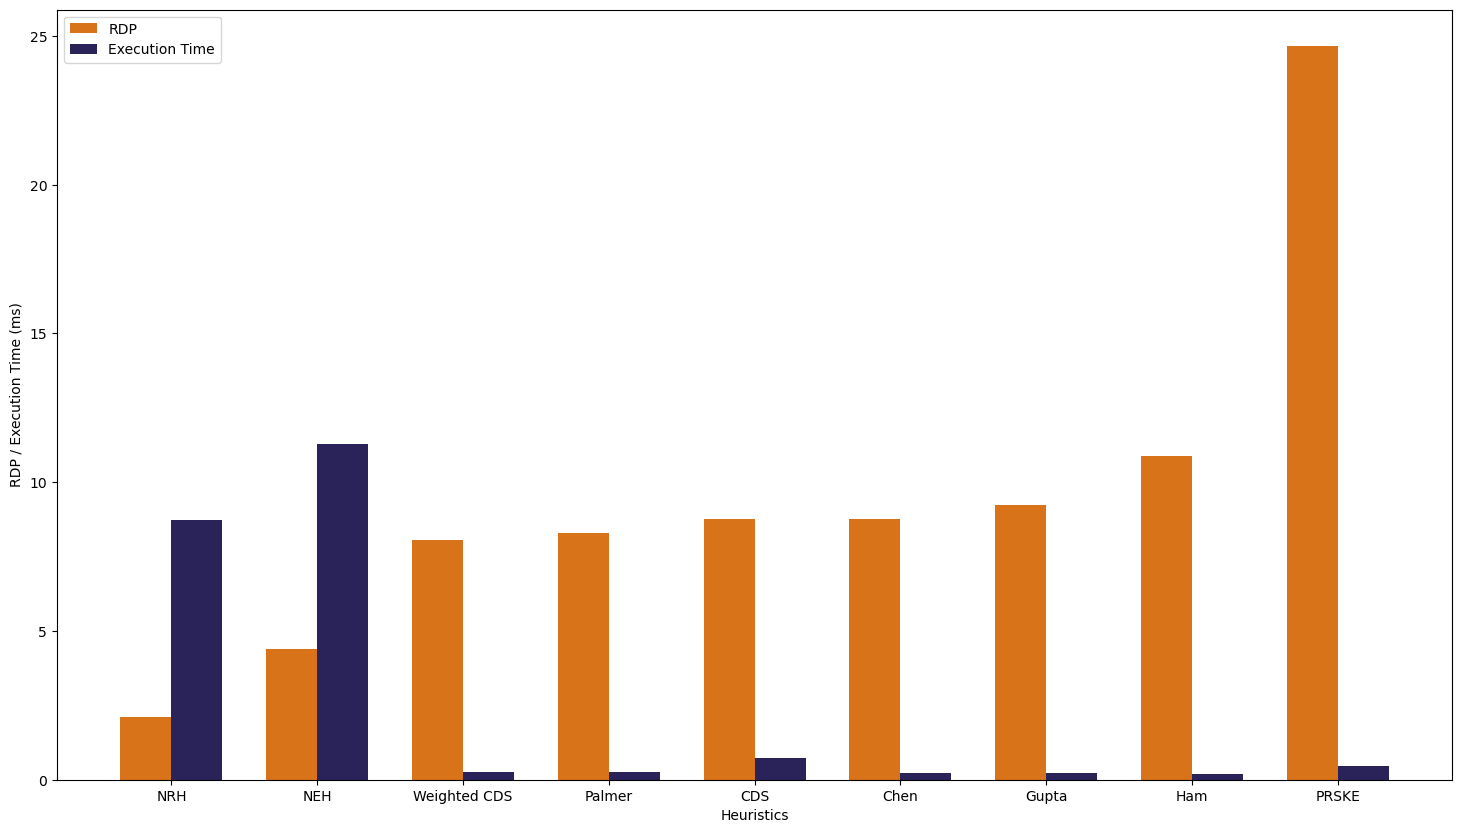 RDP
Execution Time
RDP / Execution Time (ms)
25
20
15
10
5
0
NRH NEH Weighted CDS Palmer CDS Chen Gupta Ham PRSKE
Heuristics